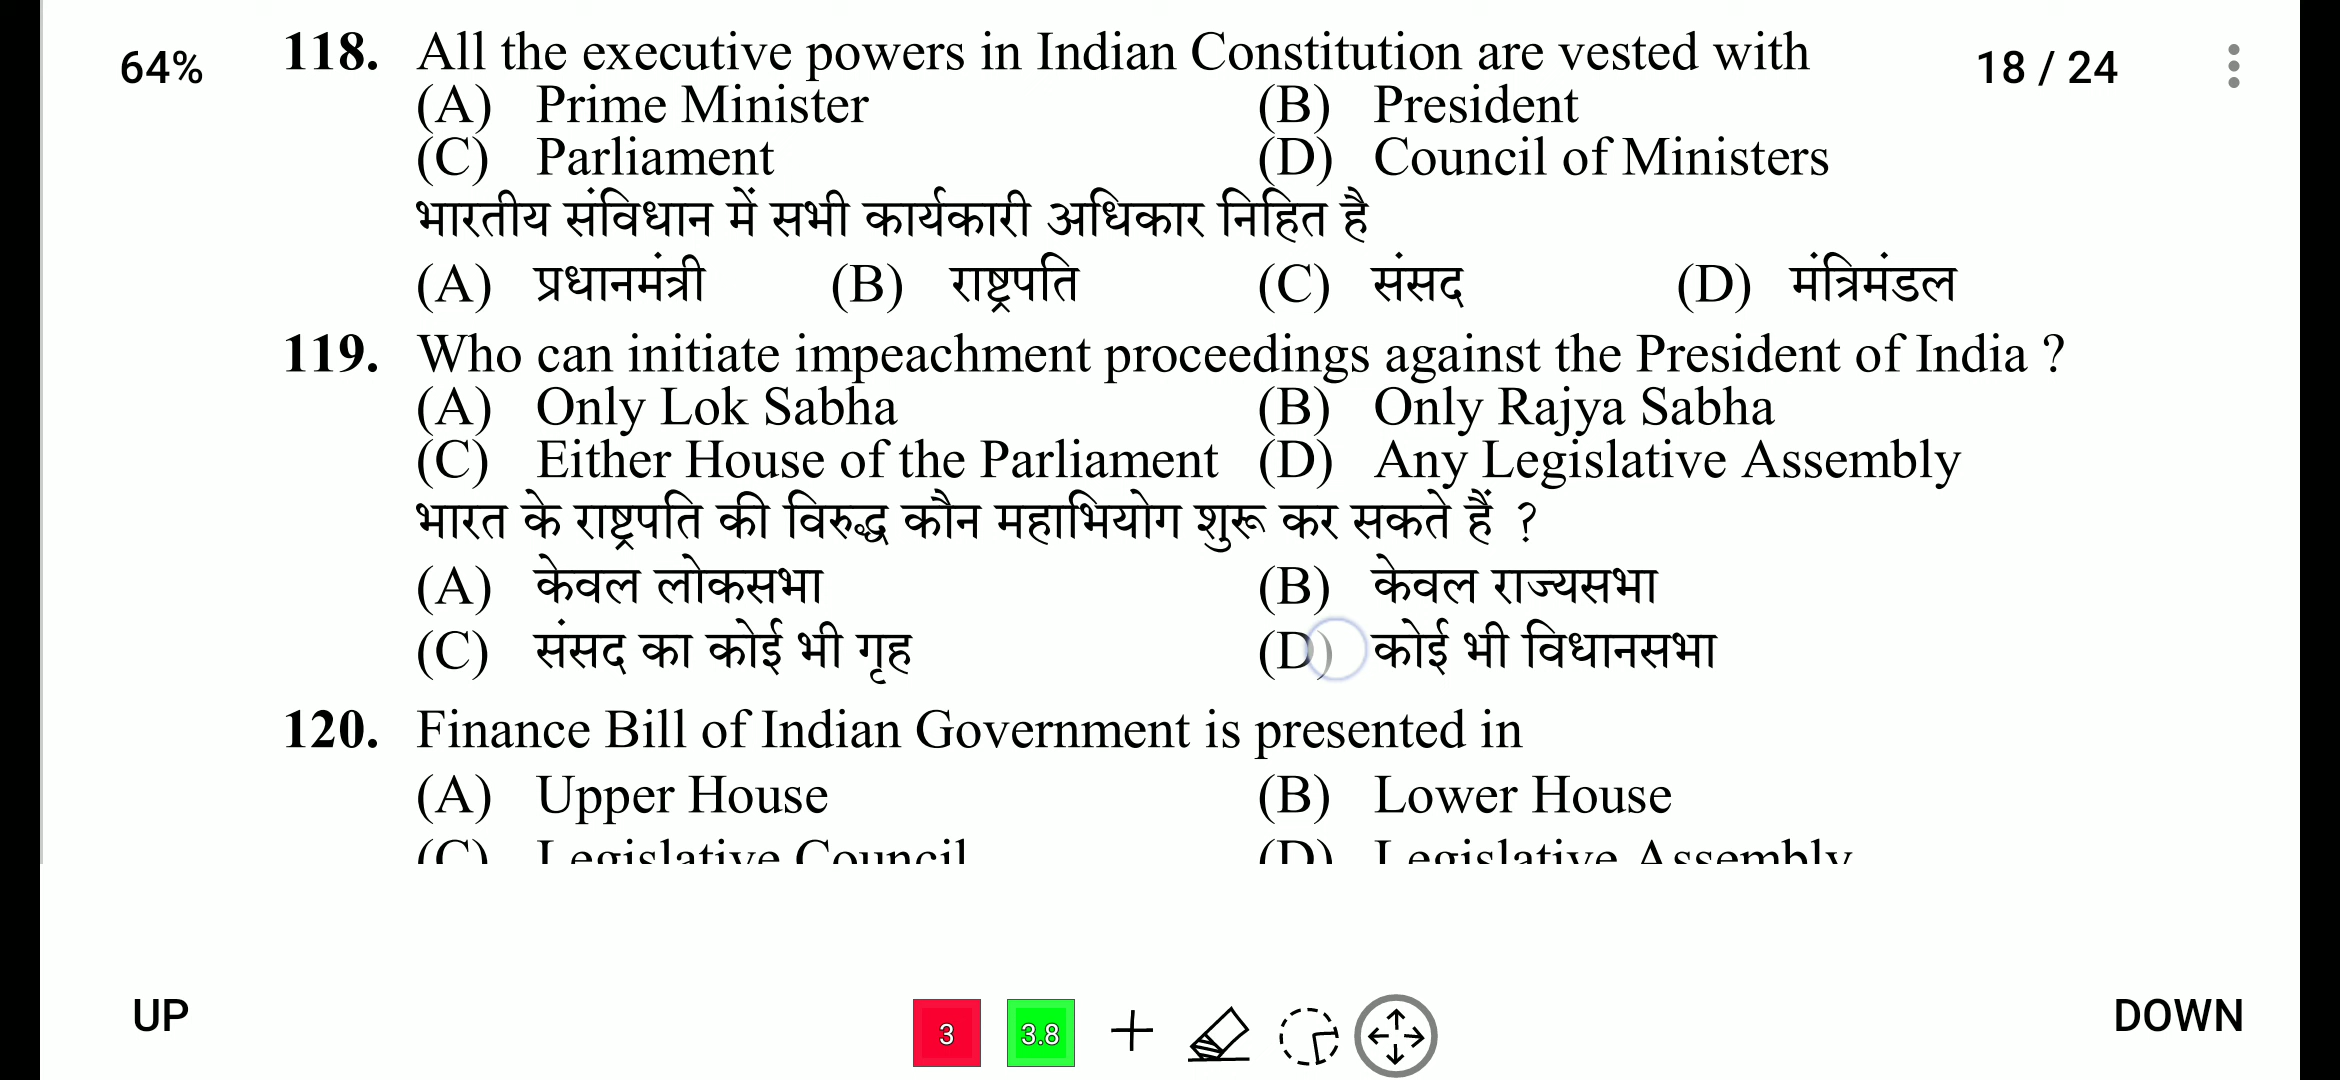 64%
118. All the executive powers in Indian Constitution are vested with
18 / 24
(A) Prime Minister (B) President
(C) Parliament (D) Council of Ministers
भारतीय संविधान में सभी कार्यकारी अधिकार निहित है
(A) प्रधानमंत्री (B) राष्ट्रपति (C) संसद (D) मंत्रिमंडल
119. Who can initiate impeachment proceedings against the President of India ?
(A) Only Lok Sabha (B) Only Rajya Sabha
(C) Either House of the Parliament (D) Any Legislative Assembly
भारत के राष्ट्रपति की विरुद्ध कौन महाभियोग शुरू कर सकते हैं ?
(A) केवल लोकसभा (B) केवल राज्यसभा
(C) संसद का कोई भी गृह (D) कोई भी विधानसभा
120. Finance Bill of Indian Government is presented in
(A) Upper House (B) Lower House
(C) Legislative Council (D) Legislative Assembly
UP 3 3.8 DOWN